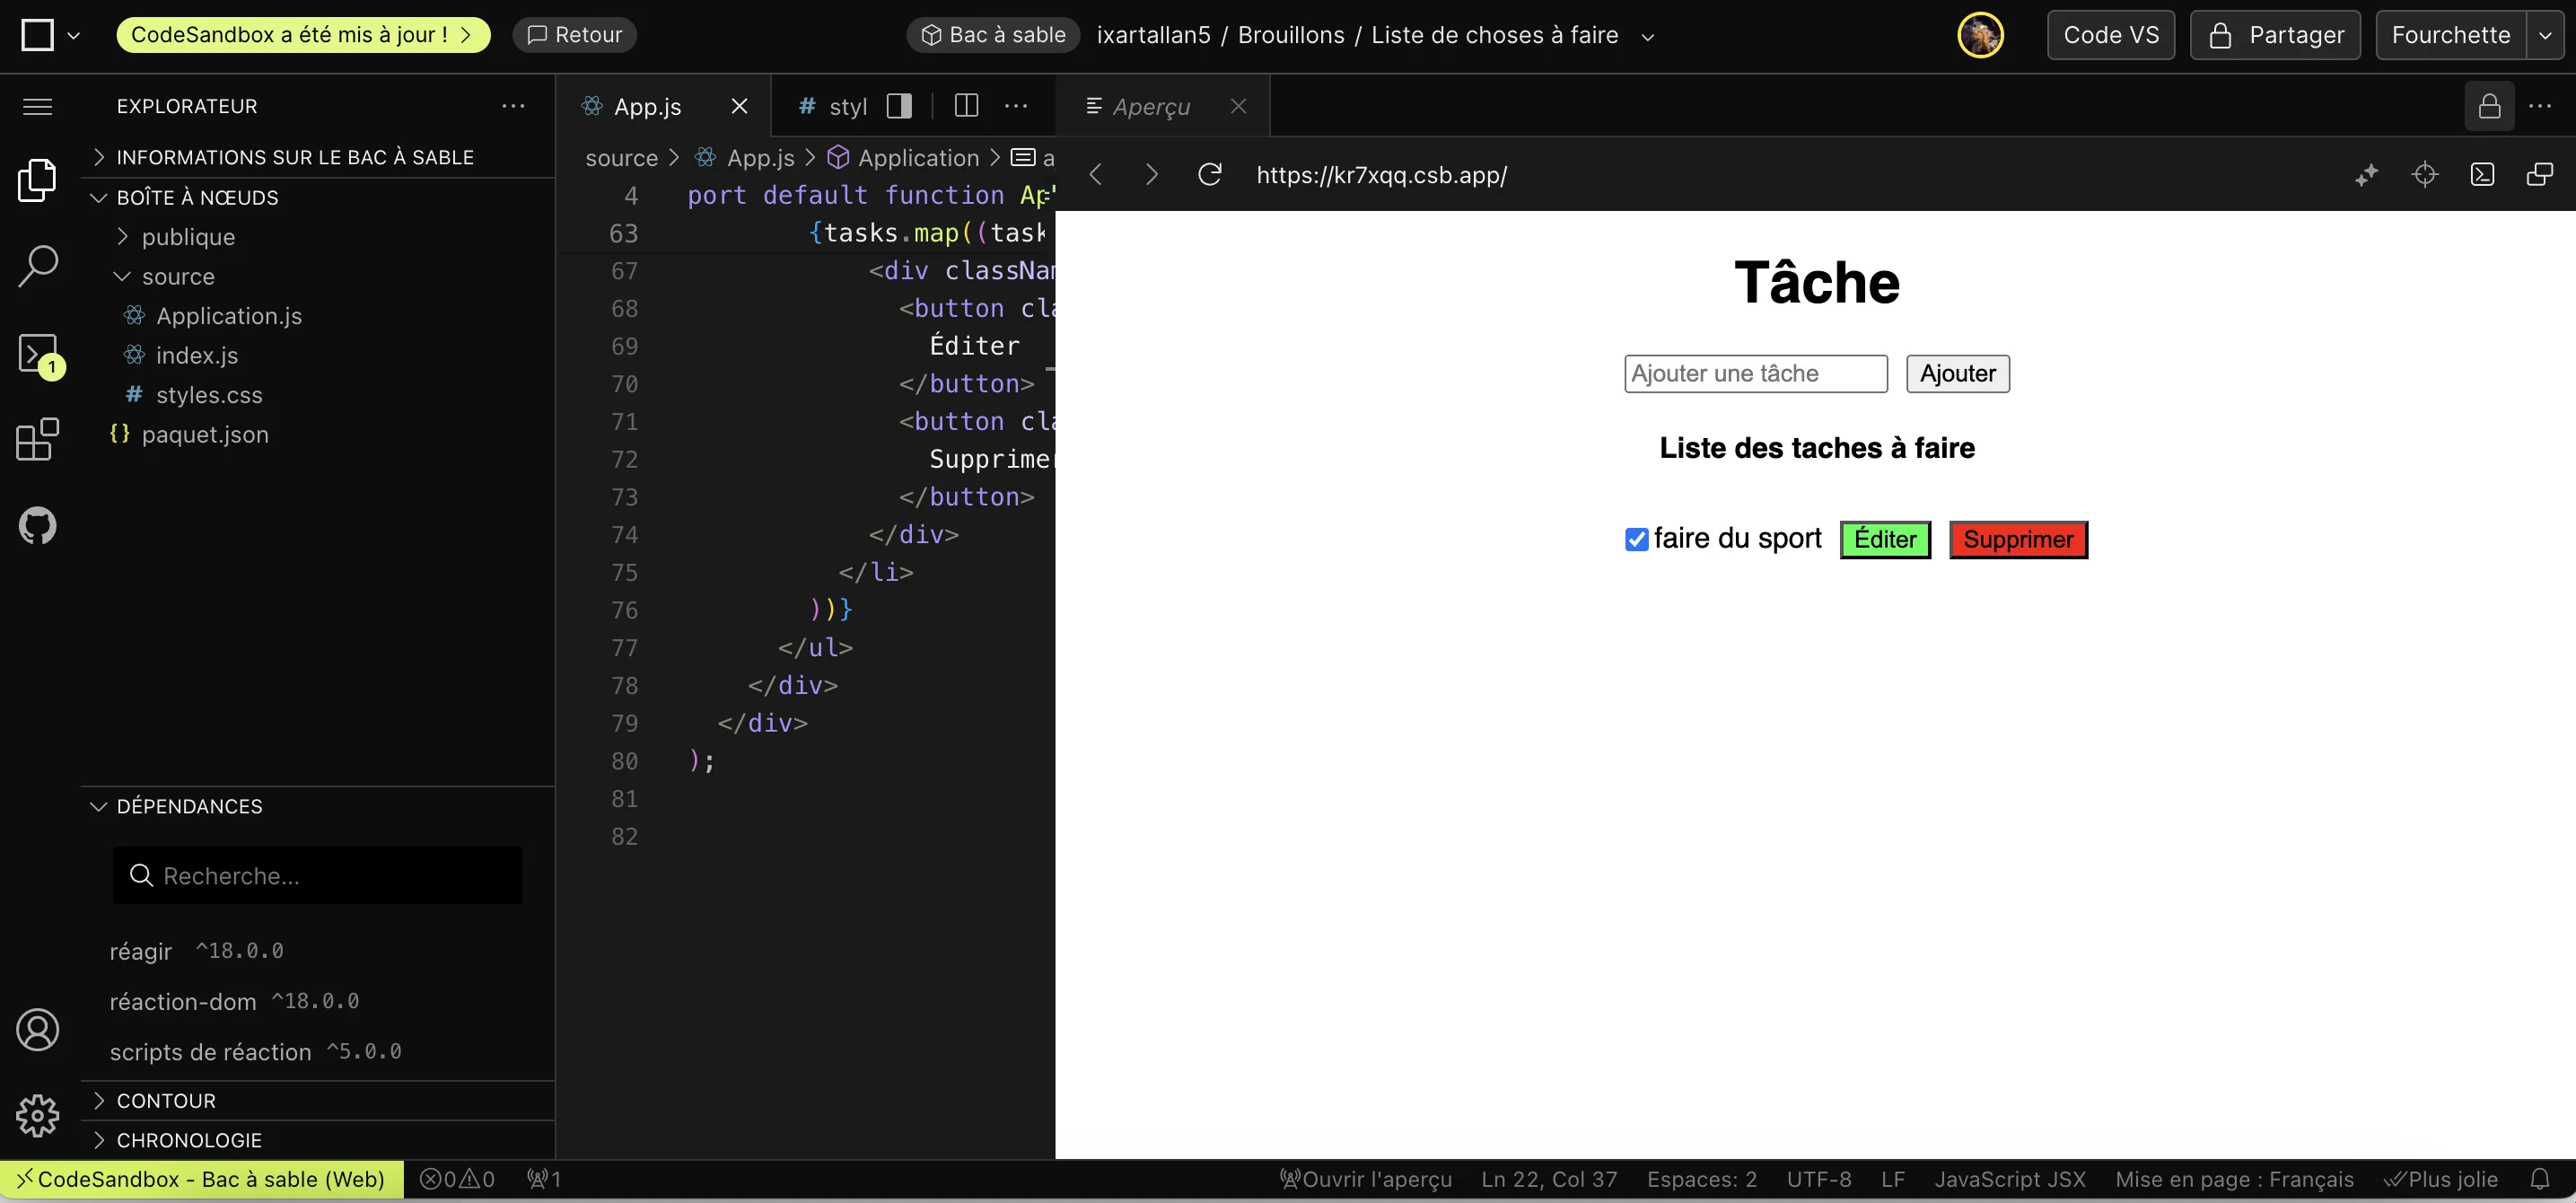 CodeSandbox a été mis à jour !
Retour
Bac à sable
ixartallan5 / Brouillons / Liste de choses à faire
Code VS
Partager
Fourchette
EXPLORATEUR
INFORMATIONS SUR LE BAC À SABLE
BOÎTE À NŒUDS
publique
source
Application.js
index.js
# styles.css
{} paquet.json
1
DÉPENDANCES
Recherche...
réagir ^18.0.0
réaction-dom ^18.0.0
scripts de réaction ^5.0.0
CONTOUR
CHRONOLOGIE
App.js
# styl
source > App.js > Application > a
4 port default function Ap
63 {tasks.map((task
67 <div classNam
68 <button cla
69 Éditer
70 </button>
71 <button cla
72 Supprimer
73 </button>
74 </div>
75 </li>
76 ))}
77 </ul>
78 </div>
79 </div>
80 );
81
82
Aperçu
https://kr7xqq.csb.app/
Tâche
Ajouter une tâche Ajouter
Liste des taches à faire
faire du sport Éditer Supprimer
CodeSandbox - Bac à sable (Web)
0 0
1
Ouvrir l'aperçu
Ln 22, Col 37
Espaces: 2
UTF-8
LF
JavaScript JSX
Mise en page : Français
Plus jolie